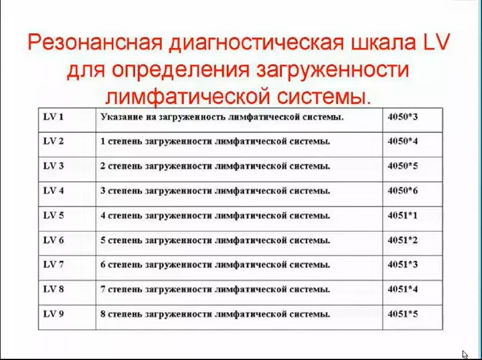 Резонансная диагностическая шкала LV
для определения загруженности
лимфатической системы.
LV 1 Указание на загруженность лимфатической системы. 4050*3
LV 2 1 степень загруженности лимфатической системы. 4050*4
LV 3 2 степень загруженности лимфатической системы. 4050*5
LV 4 3 степень загруженности лимфатической системы. 4050*6
LV 5 4 степень загруженности лимфатической системы. 4051*1
LV 6 5 степень загруженности лимфатической системы. 4051*2
LV 7 6 степень загруженности лимфатической системы. 4051*3
LV 8 7 степень загруженности лимфатической системы. 4051*4
LV 9 8 степень загруженности лимфатической системы. 4051*5